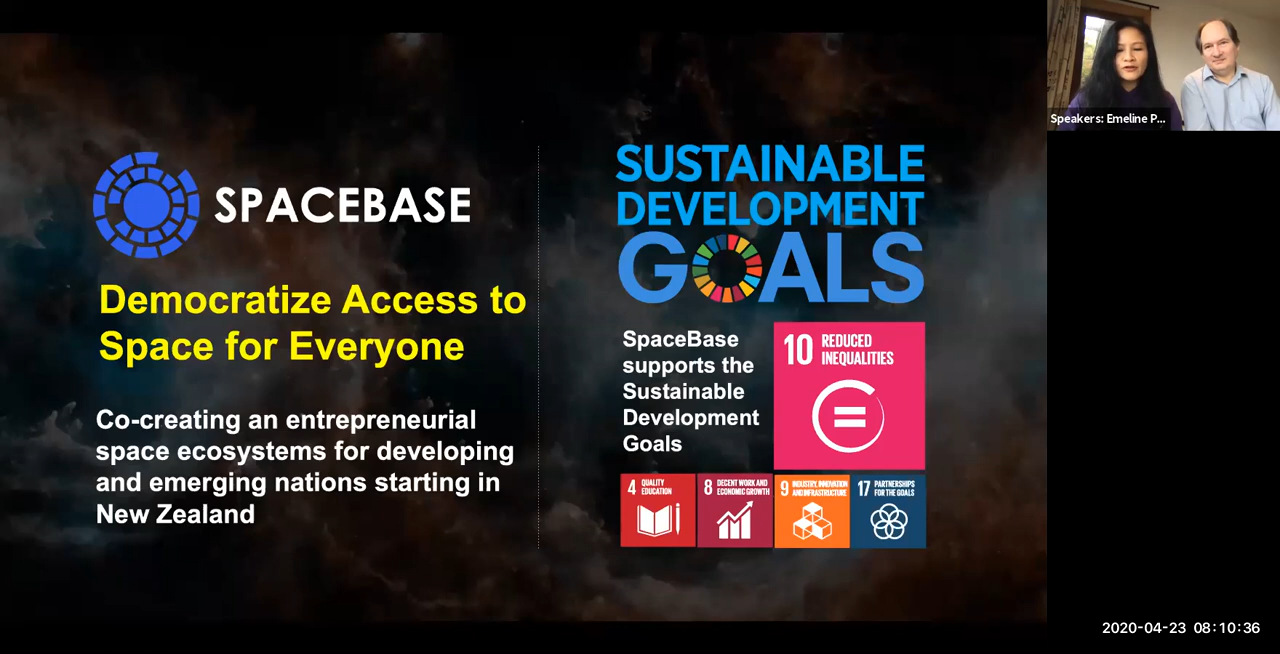 SPACEBASE
Democratize Access to
Space for Everyone
Co-creating an entrepreneurial
space ecosystems for developing
and emerging nations starting in
New Zealand
SUSTAINABLE
DEVELOPMENT
GOALS
SpaceBase
supports the
Sustainable
Development
Goals
10 REDUCED
INEQUALITIES
4 QUALITY
EDUCATION
8 DECENT WORK AND
ECONOMIC GROWTH
9 INDUSTRY, INNOVATION
AND INFRASTRUCTURE
17 PARTNERSHIPS
FOR THE GOALS
Speakers: Emeline P...
2020-04-23 08:10:36